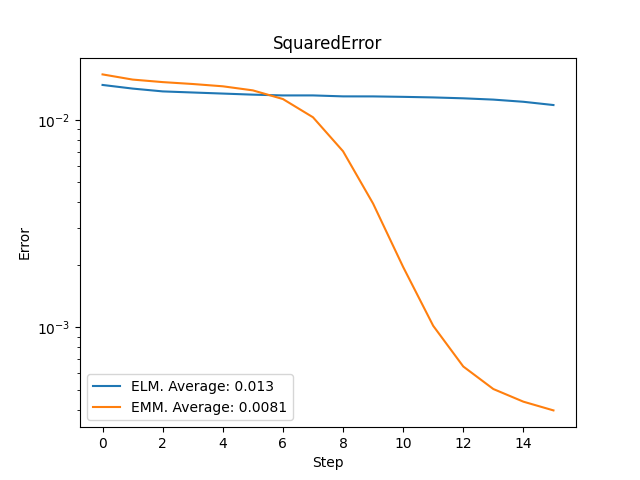 SquaredError
10⁻²
10⁻³
Error
ELM. Average: 0.013
EMM. Average: 0.0081
0 2 4 6 8 10 12 14
Step